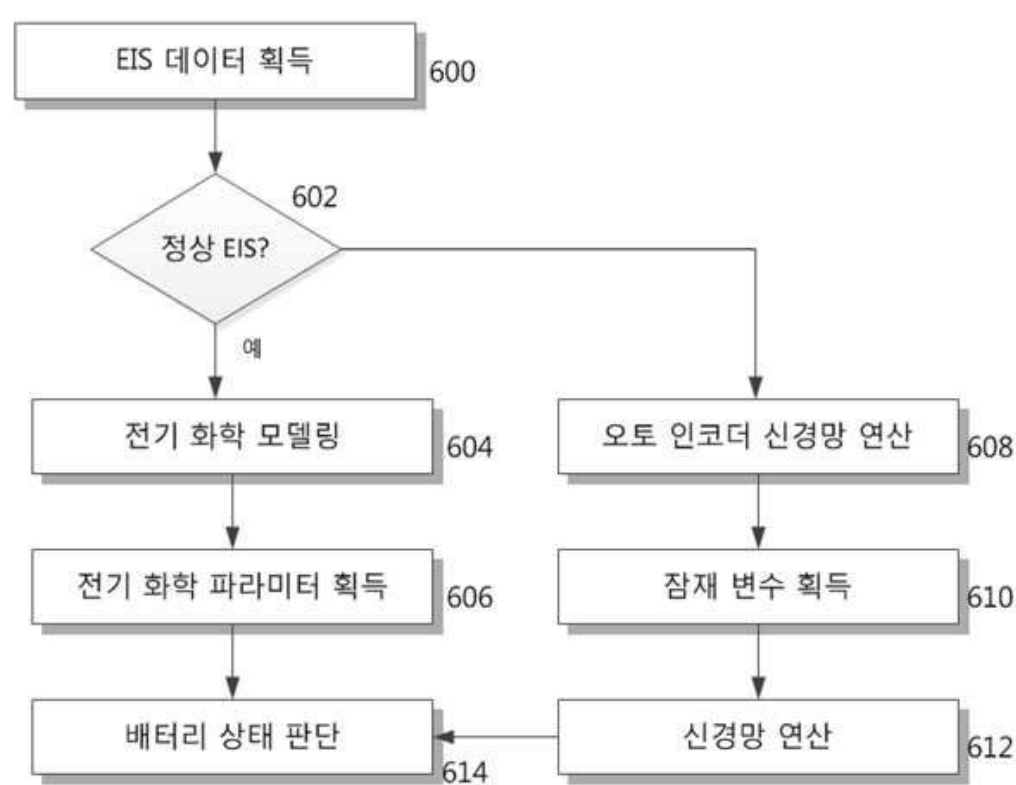 EIS 데이터 획득
600
602
정상 EIS?
예
전기 화학 모델링
604
오토 인코더 신경망 연산
608
전기 화학 파라미터 획득
606
잠재 변수 획득
610
배터리 상태 판단
614
신경망 연산
612